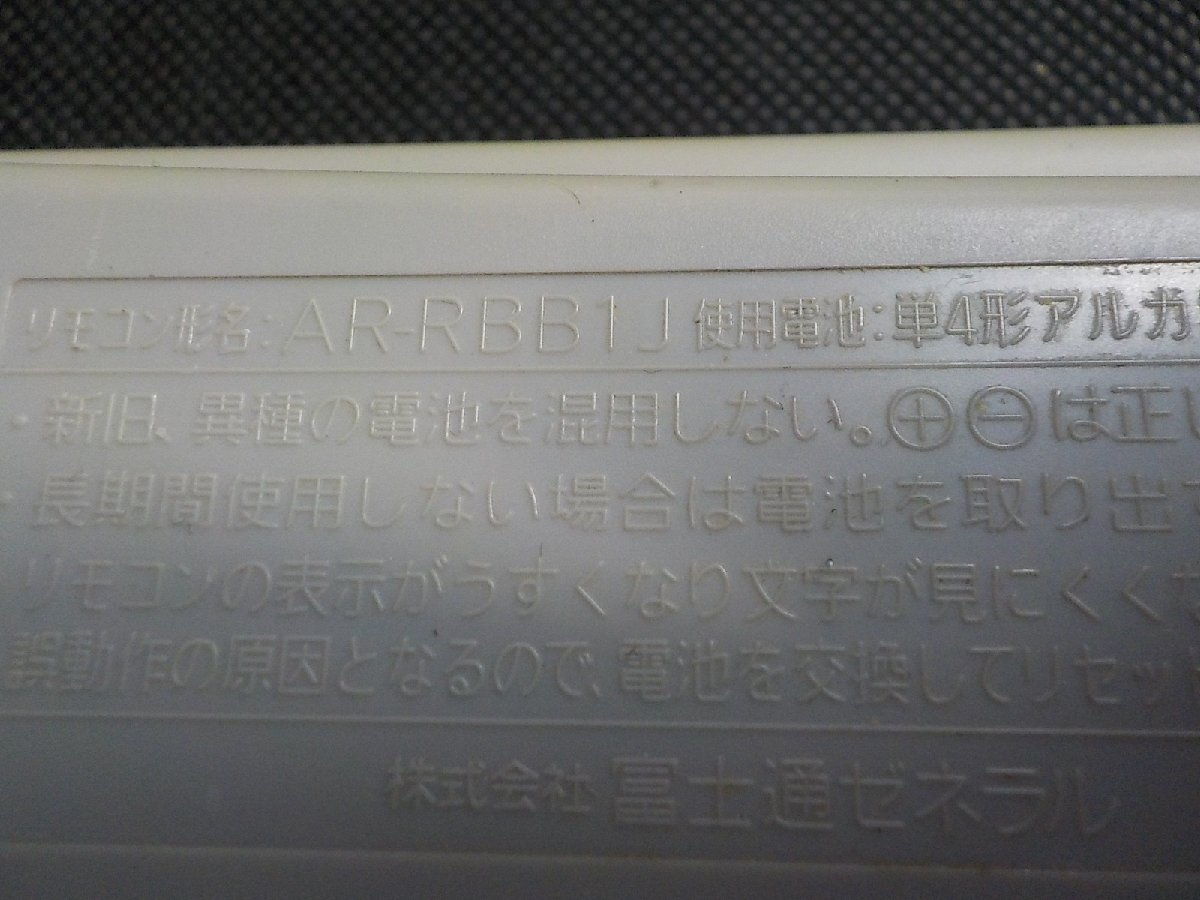 リモコン形名：AR-RBB1J 使用電池：単4形アルカ
・新旧、異種の電池を混用しない。⊕⊖は正し
・長期間使用しない場合は電池を取り出
リモコンの表示がうすくなり文字が見にくく
誤動作の原因となるので、電池を交換してリセッ
株式会社 富士通ゼネラル